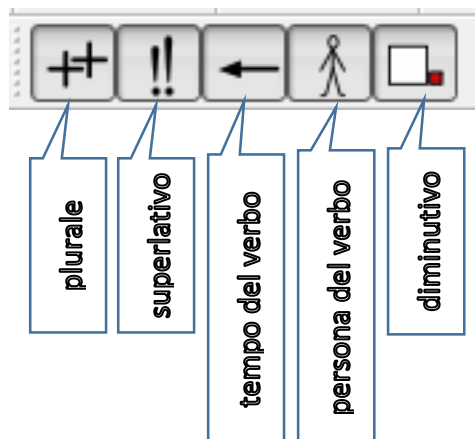 plurale
superlativo
tempo del verbo
persona del verbo
diminutivo